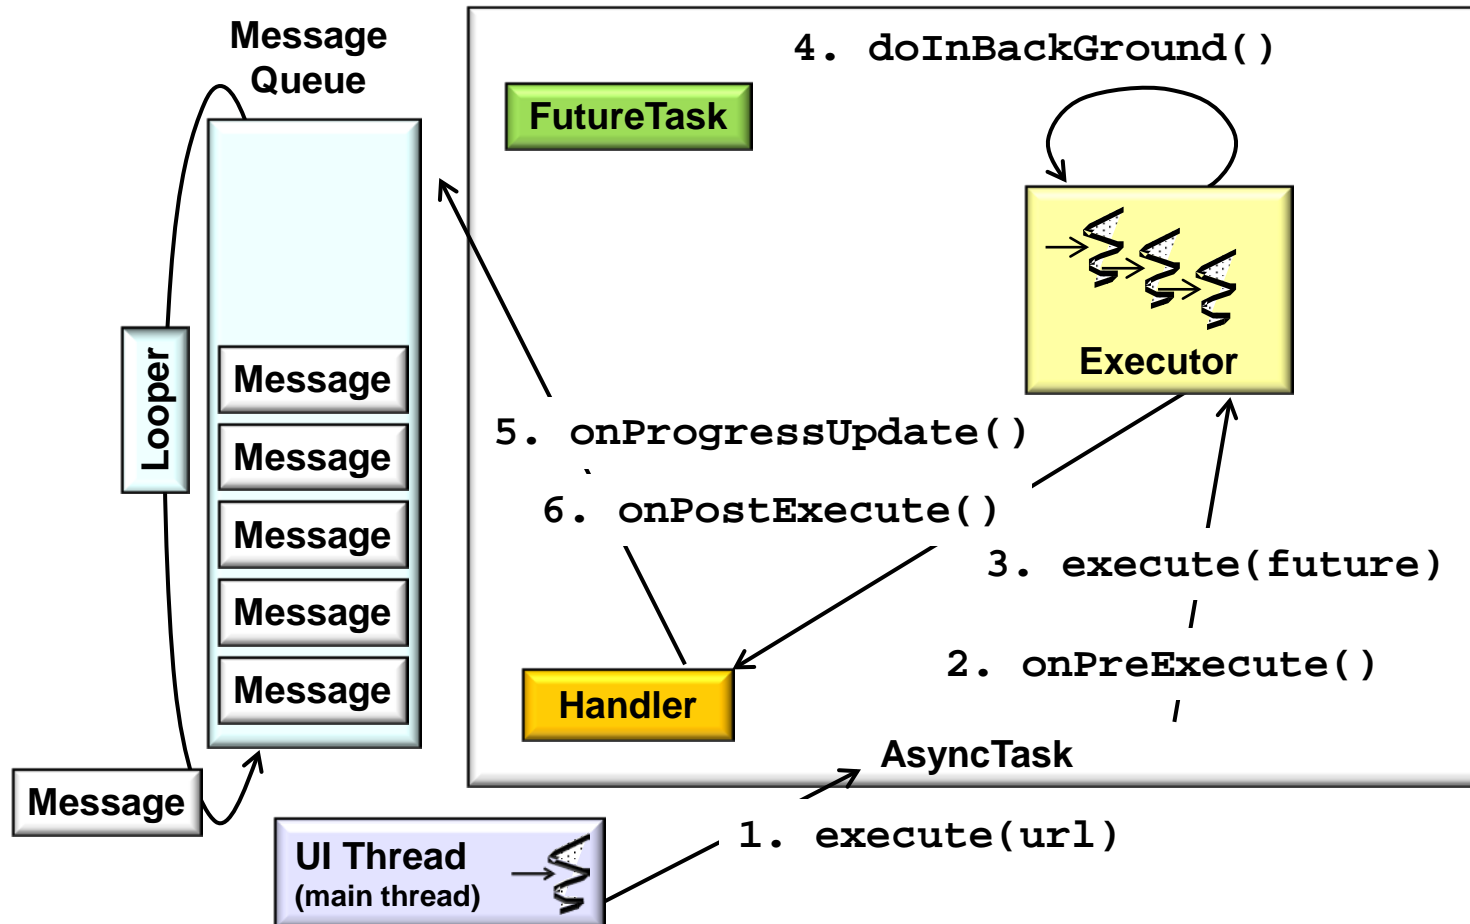 Message
Queue
4. doInBackGround()
FutureTask
Executor
Looper
Message
Message
Message
Message
Message
5. onProgressUpdate()
6. onPostExecute()
3. execute(future)
2. onPreExecute()
Handler
AsyncTask
Message
1. execute(url)
UI Thread
(main thread)